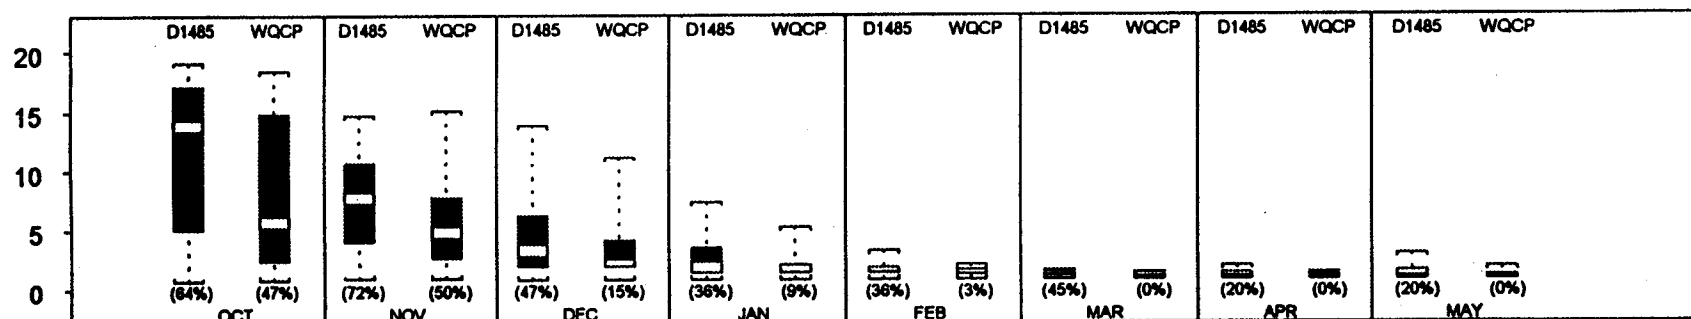 D1485 WQCP D1485 WQCP D1485 WQCP D1485 WQCP D1485 WQCP D1485 WQCP D1485 WQCP D1485 WQCP
20
15
10
5
0
(64%) (47%) (72%) (50%) (47%) (15%) (36%) (9%) (36%) (3%) (45%) (0%) (20%) (0%) (20%) (0%)
OCT NOV DEC JAN FEB MAR APR MAY